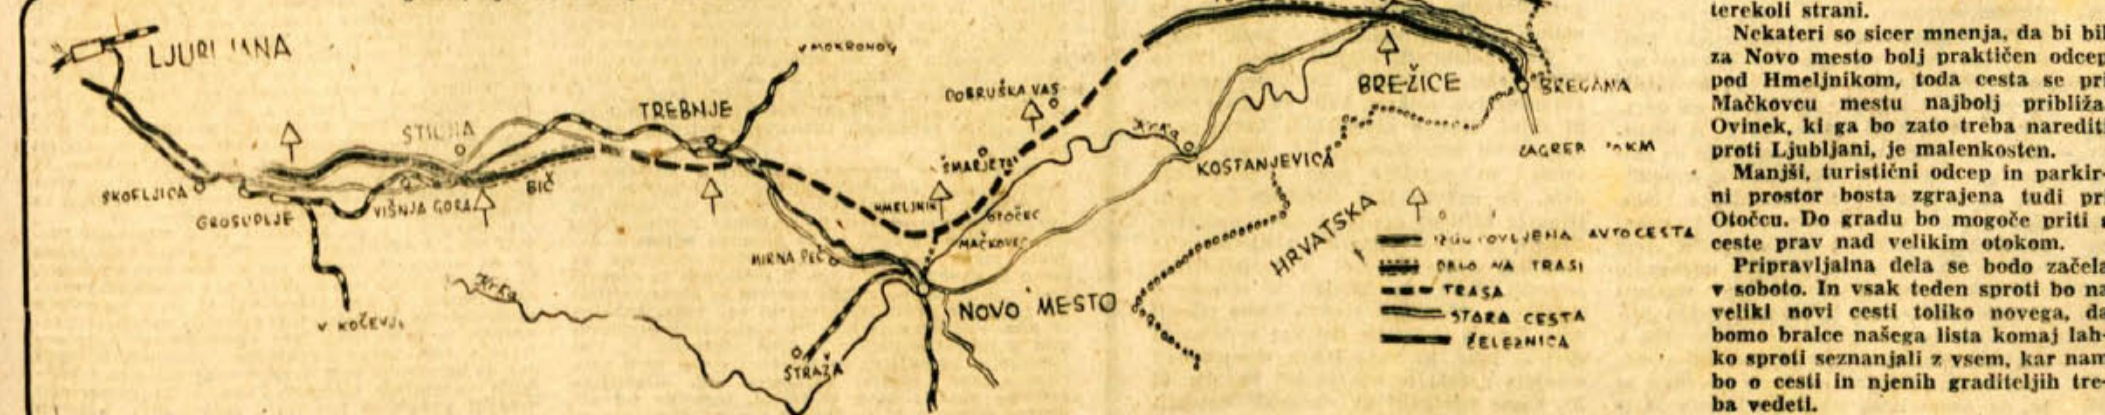 LJUBLJANA
V MOKRONOG
TREBNJE
DOBRUŠKA VAS
BREŽICE
BREGANA
STIČNA
Krka
ŠMARJETA
KOSTANJEVICA
ZAGREB KM
ŠKOFLJICA
GROSUPLJE
VIŠNJA GORA
BIČ
HMELJNIK
OTOČEC
MAČKOVEC
MIRNA PEČ
HRVATSKA
V KOČEVJE
Krka
NOVO MESTO
STRAŽA
IZGOTOVLJENA AVTOCESTA
DELO NA TRASI
TRASA
STARA CESTA
ŽELEZNICA
terekoli strani.
Nekateri so sicer mnenja, da bi bil
za Novo mesto bolj praktičen odcep
pod Hmeljnikom, toda cesta se pri
Mačkovcu mestu najbolj približa.
Ovinek, ki ga bo zato treba narediti
proti Ljubljani, je malenkosten.
Manjši, turistični odcep in parkir-
ni prostor bosta zgrajena tudi pri
Otočcu. Do gradu bo mogoče priti s
ceste prav nad velikim otokom.
Pripravljalna dela se bodo začela
v soboto. In vsak teden sproti bo na
veliki novi cesti toliko novega, da
bomo bralce našega lista komaj lah-
ko sproti seznanjali z vsem, kar nam
bo o cesti in njenih graditeljih tre-
ba vedeti.